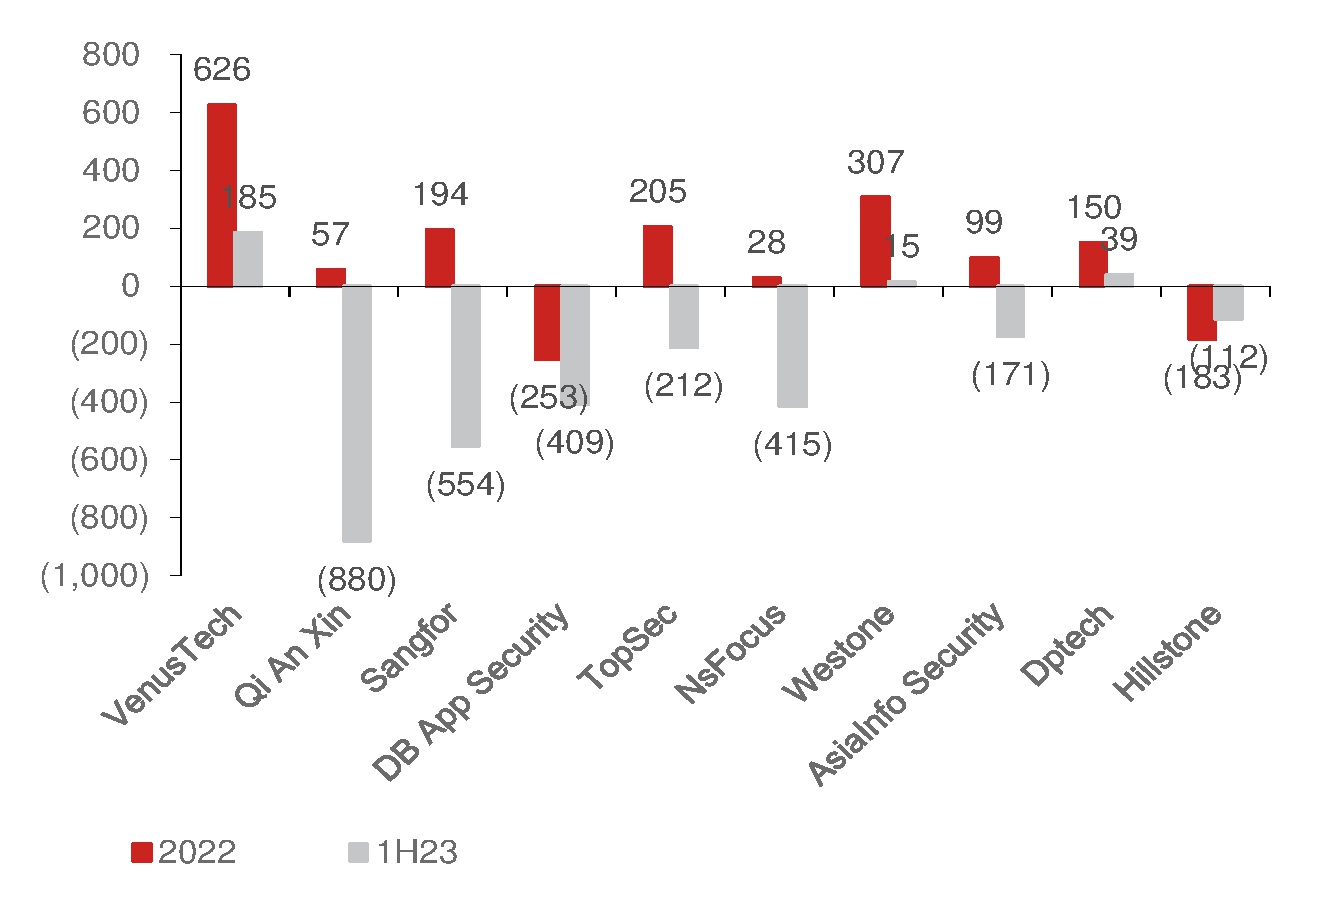 800
600
400
200
0
(200)
(400)
(600)
(800)
(1,000)
626
185
57
(880)
194
(554)
(253)
(409)
205
(212)
28
(415)
307
15
99
(171)
150
39
(183)
(112)
VenusTech
Qi An Xin
Sangfor
DB App Security
TopSec
NsFocus
Westone
AsiaInfo Security
Dptech
Hillstone
2022
1H23